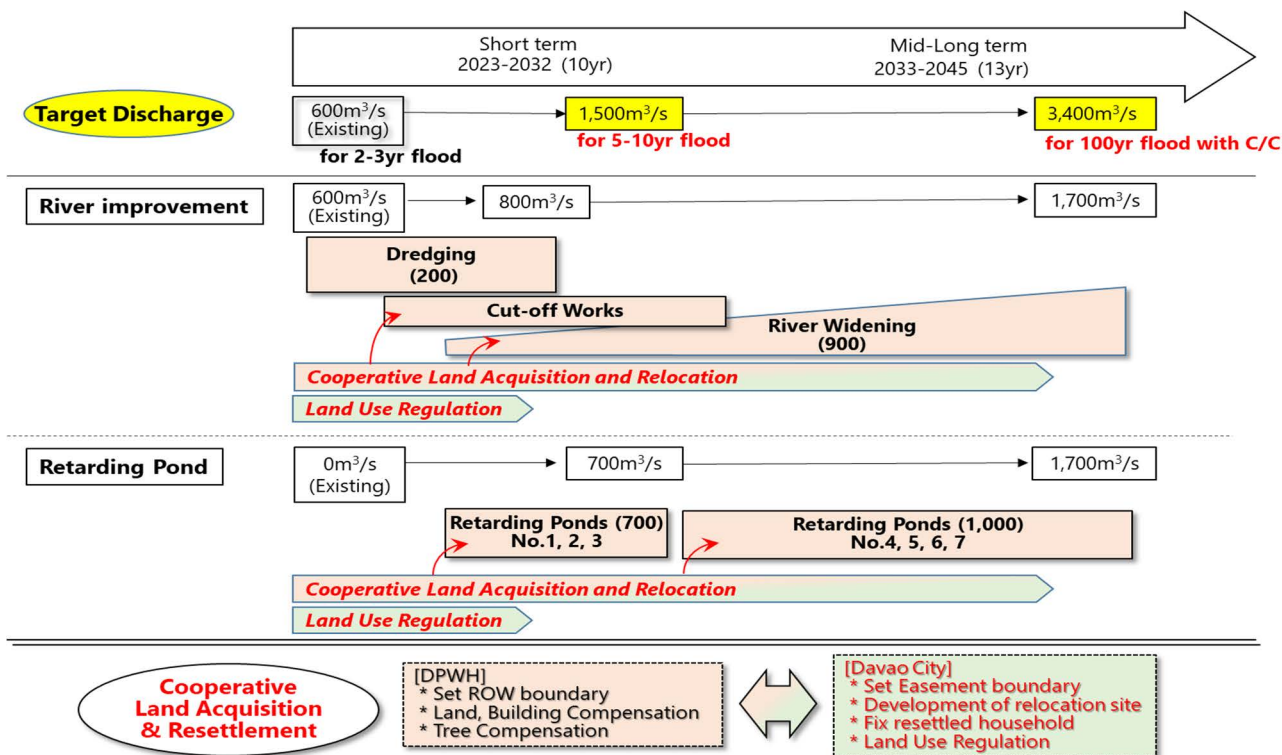 Short term
2023-2032 (10yr)
Mid-Long term
2033-2045 (13yr)
Target Discharge
600m³/s
(Existing)
for 2-3yr flood
1,500m³/s
for 5-10yr flood
3,400m³/s
for 100yr flood with C/C
River improvement
600m³/s
(Existing)
800m³/s
1,700m³/s
Dredging
(200)
Cut-off Works
River Widening
(900)
Cooperative Land Acquisition and Relocation
Land Use Regulation
Retarding Pond
0m³/s
(Existing)
700m³/s
1,700m³/s
Retarding Ponds (700)
No.1, 2, 3
Retarding Ponds (1,000)
No.4, 5, 6, 7
Cooperative Land Acquisition and Relocation
Land Use Regulation
Cooperative
Land Acquisition
& Resettlement
[DPWH]
* Set ROW boundary
* Land, Building Compensation
* Tree Compensation
[Davao City]
* Set Easement boundary
* Development of relocation site
* Fix resettled household
* Land Use Regulation